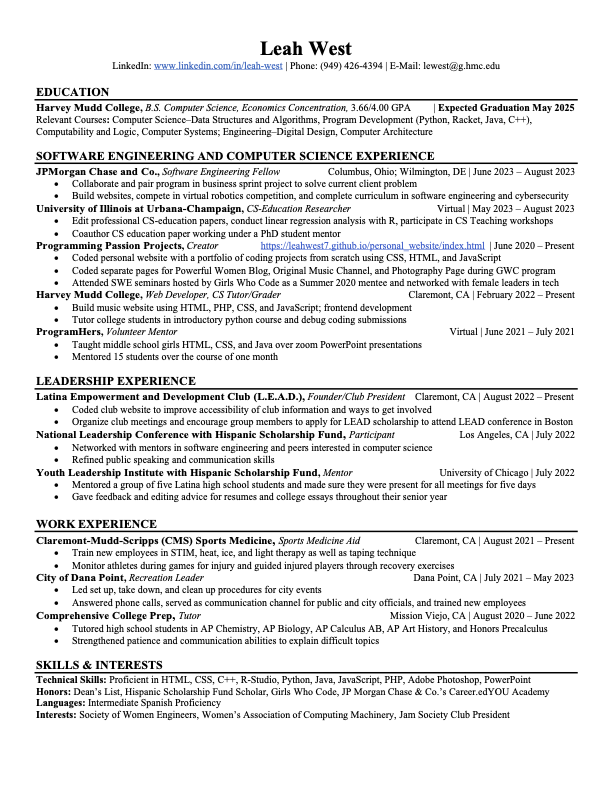 Leah West
LinkedIn: www.linkedin.com/in/leah-west | Phone: (949) 426-4394 | E-Mail: lewest@g.hmc.edu
EDUCATION
Harvey Mudd College, B.S. Computer Science, Economics Concentration, 3.66/4.00 GPA | Expected Graduation May 2025
Relevant Courses: Computer Science–Data Structures and Algorithms, Program Development (Python, Racket, Java, C++),
Computability and Logic, Computer Systems; Engineering–Digital Design, Computer Architecture
SOFTWARE ENGINEERING AND COMPUTER SCIENCE EXPERIENCE
JPMorgan Chase and Co., Software Engineering Fellow Columbus, Ohio; Wilmington, DE | June 2023 – August 2023
• Collaborate and pair program in business sprint project to solve current client problem
• Build websites, compete in virtual robotics competition, and complete curriculum in software engineering and cybersecurity
University of Illinois at Urbana-Champaign, CS-Education Researcher Virtual | May 2023 – August 2023
• Edit professional CS-education papers, conduct linear regression analysis with R, participate in CS Teaching workshops
• Coauthor CS education paper working under a PhD student mentor
Programming Passion Projects, Creator https://leahwest7.github.io/personal_website/index.html | June 2020 – Present
• Coded personal website with a portfolio of coding projects from scratch using CSS, HTML, and JavaScript
• Coded separate pages for Powerful Women Blog, Original Music Channel, and Photography Page during GWC program
• Attended SWE seminars hosted by Girls Who Code as a Summer 2020 mentee and networked with female leaders in tech
Harvey Mudd College, Web Developer, CS Tutor/Grader Claremont, CA | February 2022 – Present
• Build music website using HTML, PHP, CSS, and JavaScript; frontend development
• Tutor college students in introductory python course and debug coding submissions
ProgramHers, Volunteer Mentor Virtual | June 2021 – July 2021
• Taught middle school girls HTML, CSS, and Java over zoom PowerPoint presentations
• Mentored 15 students over the course of one month
LEADERSHIP EXPERIENCE
Latina Empowerment and Development Club (L.E.A.D.), Founder/Club President Claremont, CA | August 2022 – Present
• Coded club website to improve accessibility of club information and ways to get involved
• Organize club meetings and encourage group members to apply for LEAD scholarship to attend LEAD conference in Boston
National Leadership Conference with Hispanic Scholarship Fund, Participant Los Angeles, CA | July 2022
• Networked with mentors in software engineering and peers interested in computer science
• Refined public speaking and communication skills
Youth Leadership Institute with Hispanic Scholarship Fund, Mentor University of Chicago | July 2022
• Mentored a group of five Latina high school students and made sure they were present for all meetings for five days
• Gave feedback and editing advice for resumes and college essays throughout their senior year
WORK EXPERIENCE
Claremont-Mudd-Scripps (CMS) Sports Medicine, Sports Medicine Aid Claremont, CA | August 2021 – Present
• Train new employees in STIM, heat, ice, and light therapy as well as taping technique
• Monitor athletes during games for injury and guided injured players through recovery exercises
City of Dana Point, Recreation Leader Dana Point, CA | July 2021 – May 2023
• Led set up, take down, and clean up procedures for city events
• Answered phone calls, served as communication channel for public and city officials, and trained new employees
Comprehensive College Prep, Tutor Mission Viejo, CA | August 2020 – June 2022
• Tutored high school students in AP Chemistry, AP Biology, AP Calculus AB, AP Art History, and Honors Precalculus
• Strengthened patience and communication abilities to explain difficult topics
SKILLS & INTERESTS
Technical Skills: Proficient in HTML, CSS, C++, R-Studio, Python, Java, JavaScript, PHP, Adobe Photoshop, PowerPoint
Honors: Dean's List, Hispanic Scholarship Fund Scholar, Girls Who Code, JP Morgan Chase & Co.'s Career.edYOU Academy
Languages: Intermediate Spanish Proficiency
Interests: Society of Women Engineers, Women's Association of Computing Machinery, Jam Society Club President